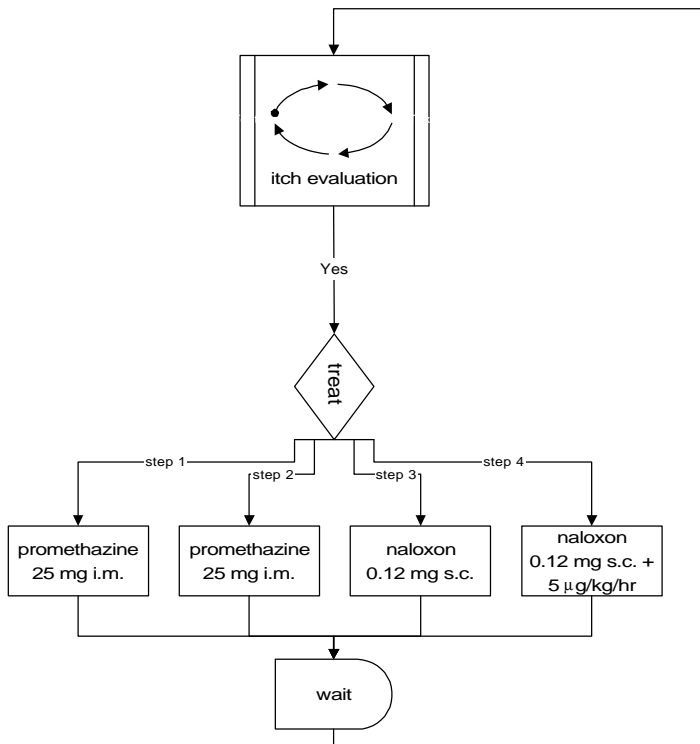 itch evaluation
Yes
treat
step 1
step 2
step 3
step 4
promethazine
25 mg i.m.
promethazine
25 mg i.m.
naloxon
0.12 mg s.c.
naloxon
0.12 mg s.c. +
5 μg/kg/hr
wait